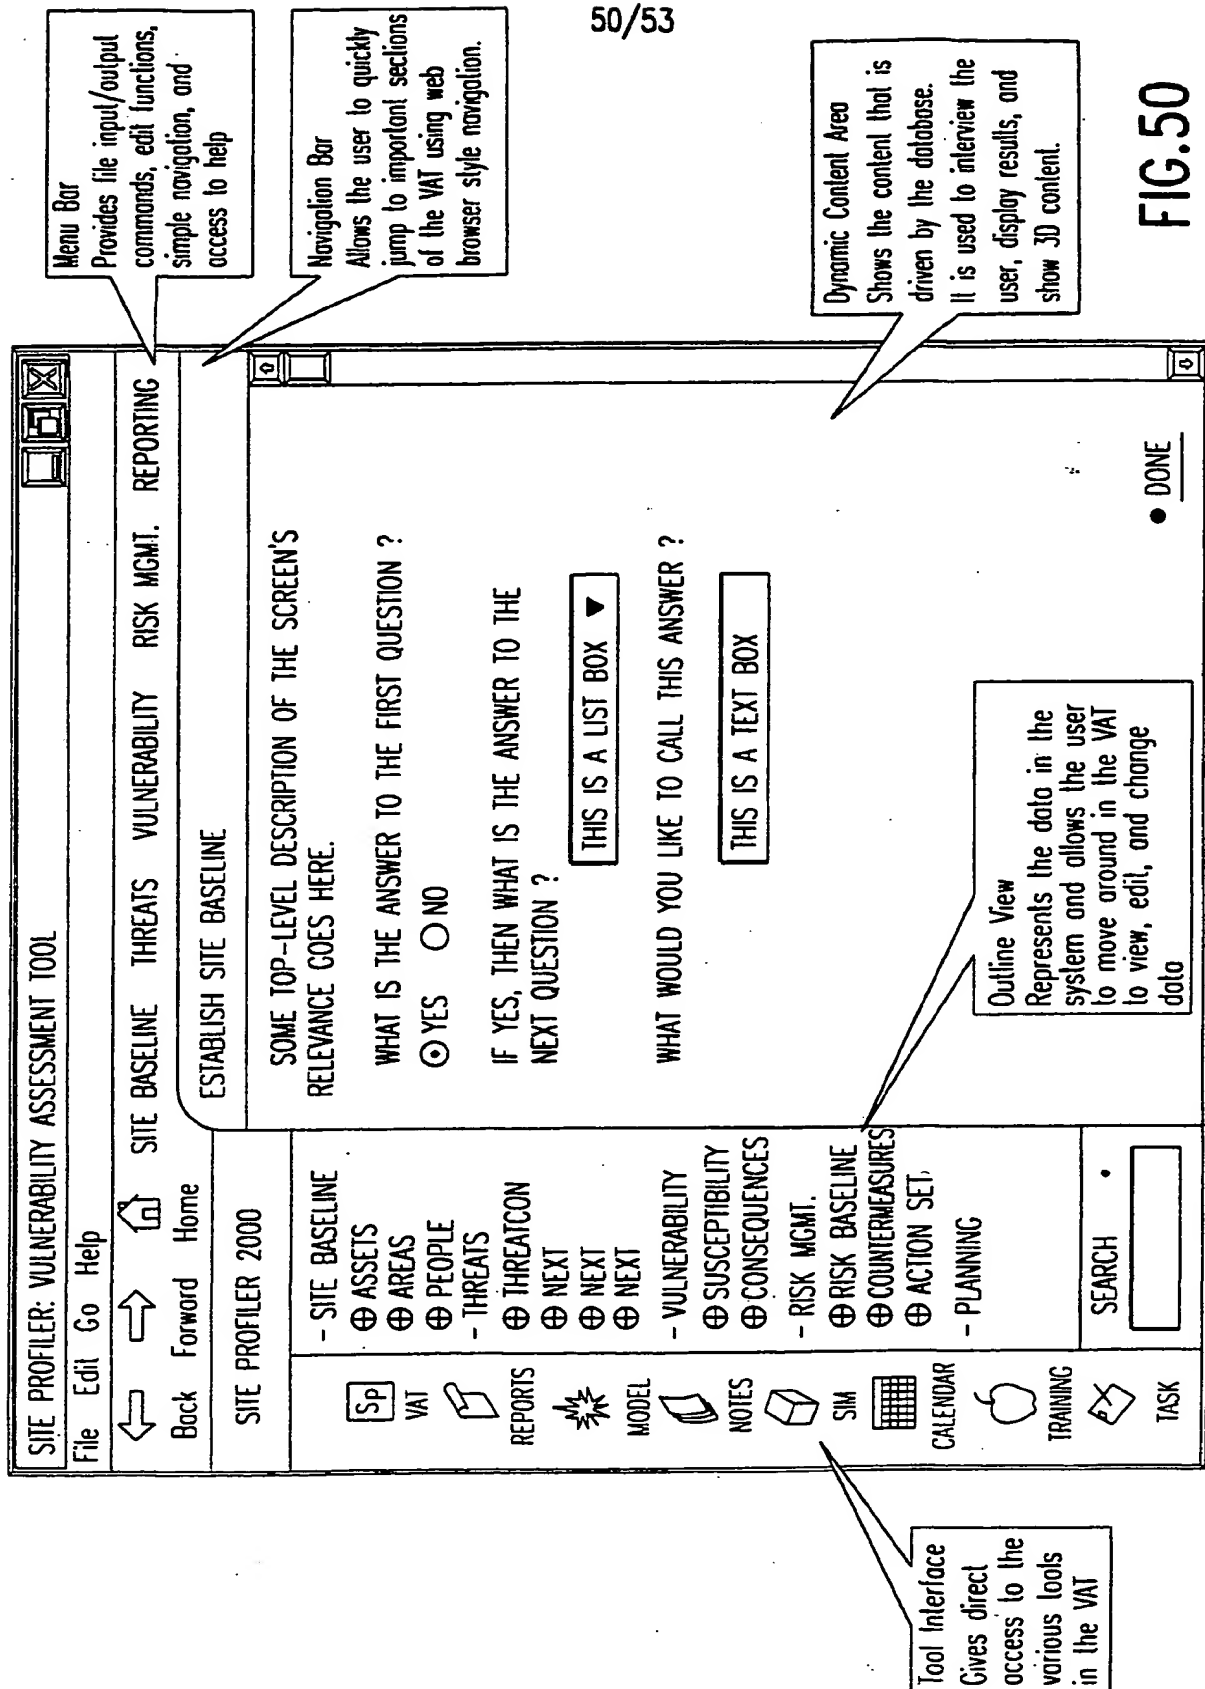 50/53
SITE PROFILER: VULNERABILITY ASSESSMENT TOOL
File Edit Go Help
Back Forward Home
SITE BASELINE THREATS VULNERABILITY RISK MGMT. REPORTING
SITE PROFILER 2000
ESTABLISH SITE BASELINE
Sp
VAT
REPORTS
MODEL
NOTES
SIM
CALENDAR
TRAINING
TASK
- SITE BASELINE
⊕ ASSETS
⊕ AREAS
⊕ PEOPLE
- THREATS
⊕ THREATCON
⊕ NEXT
⊕ NEXT
⊕ NEXT
- VULNERABILITY
⊕ SUSCEPTIBILITY
⊕ CONSEQUENCES
- RISK MGMT.
⊕ RISK BASELINE
⊕ COUNTERMEASURES
⊕ ACTION SET
- PLANNING
SEARCH
SOME TOP-LEVEL DESCRIPTION OF THE SCREEN'S
RELEVANCE GOES HERE.
WHAT IS THE ANSWER TO THE FIRST QUESTION ?
YES NO
IF YES, THEN WHAT IS THE ANSWER TO THE
NEXT QUESTION ?
THIS IS A LIST BOX ▼
WHAT WOULD YOU LIKE TO CALL THIS ANSWER ?
THIS IS A TEXT BOX
● DONE
Menu Bar
Provides file input/output
commands, edit functions,
simple navigation, and
access to help
Navigation Bar
Allows the user to quickly
jump to important sections
of the VAT using web
browser style navigation.
Dynamic Content Area
Shows the content that is
driven by the database.
It is used to interview the
user, display results, and
show 3D content.
Outline View
Represents the data in the
system and allows the user
to move around in the VAT
to view, edit, and change
data
Tool Interface
Gives direct
access to the
various tools
in the VAT
FIG.50